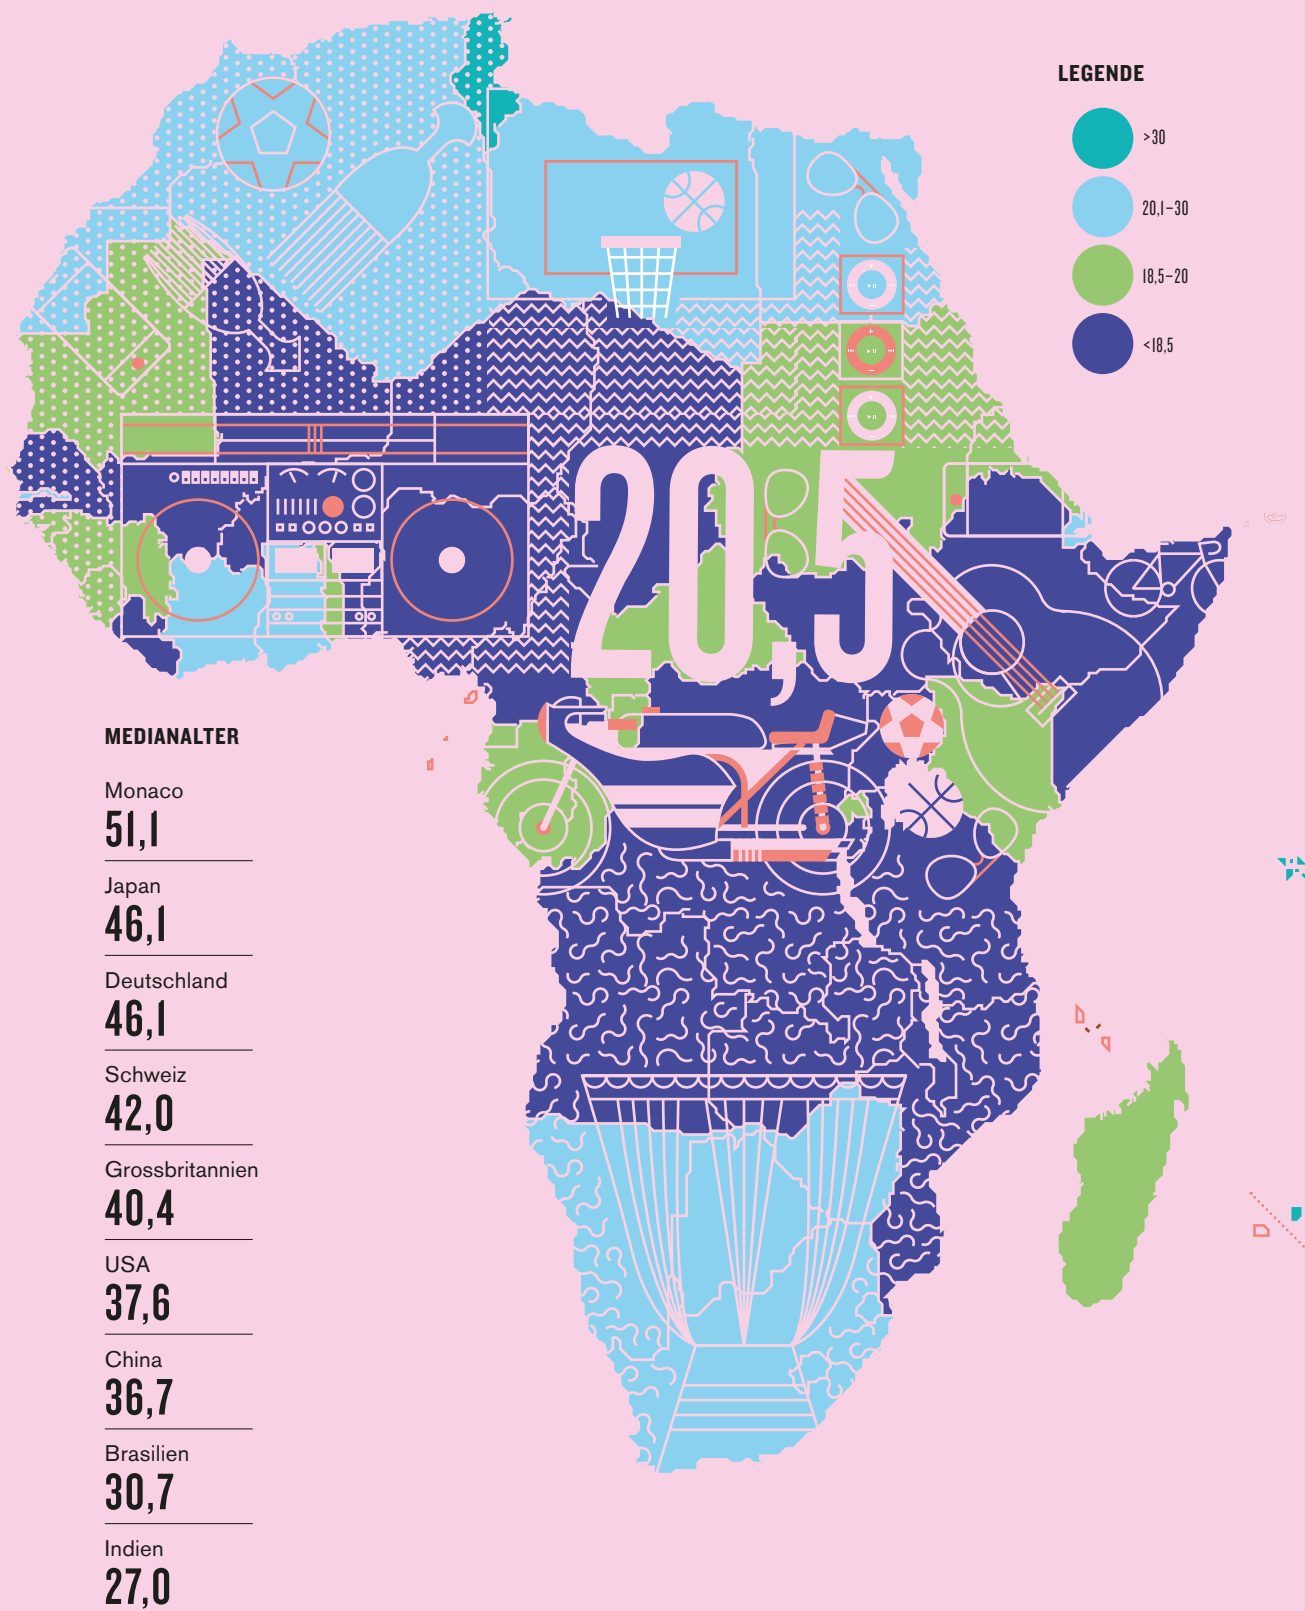 LEGENDE
>30
20,1–30
18,5–20
<18,5
20,5
MEDIANALTER
Monaco
51,1
Japan
46,1
Deutschland
46,1
Schweiz
42,0
Grossbritannien
40,4
USA
37,6
China
36,7
Brasilien
30,7
Indien
27,0